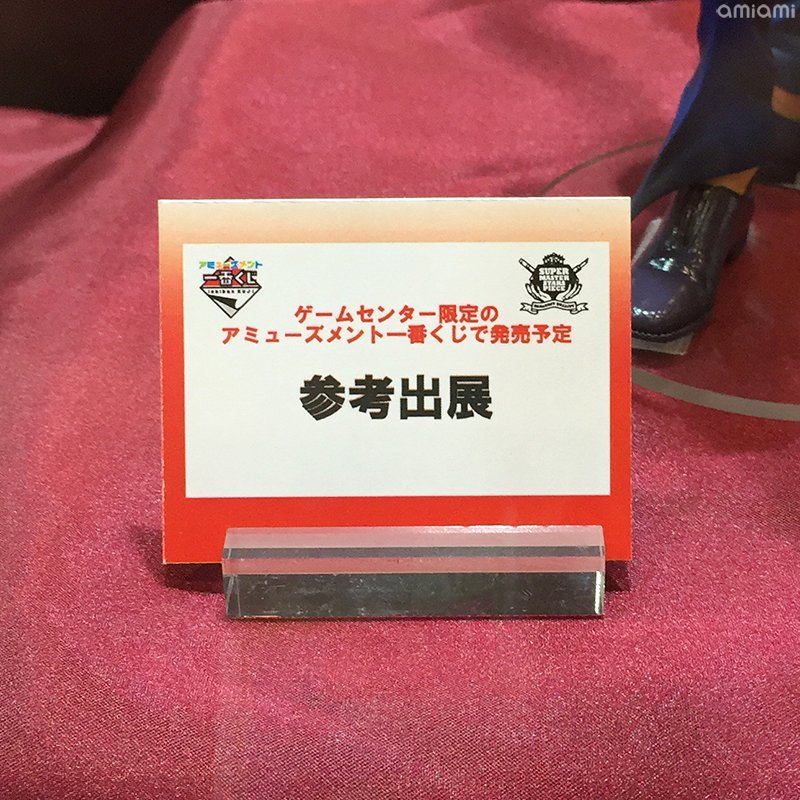 amiami
アミューズメント
一番くじ
ICHIBAN KUJI
SUPER
MASTER
STARS
PIECE
ゲームセンター限定の
アミューズメント一番くじで発売予定
参考出展